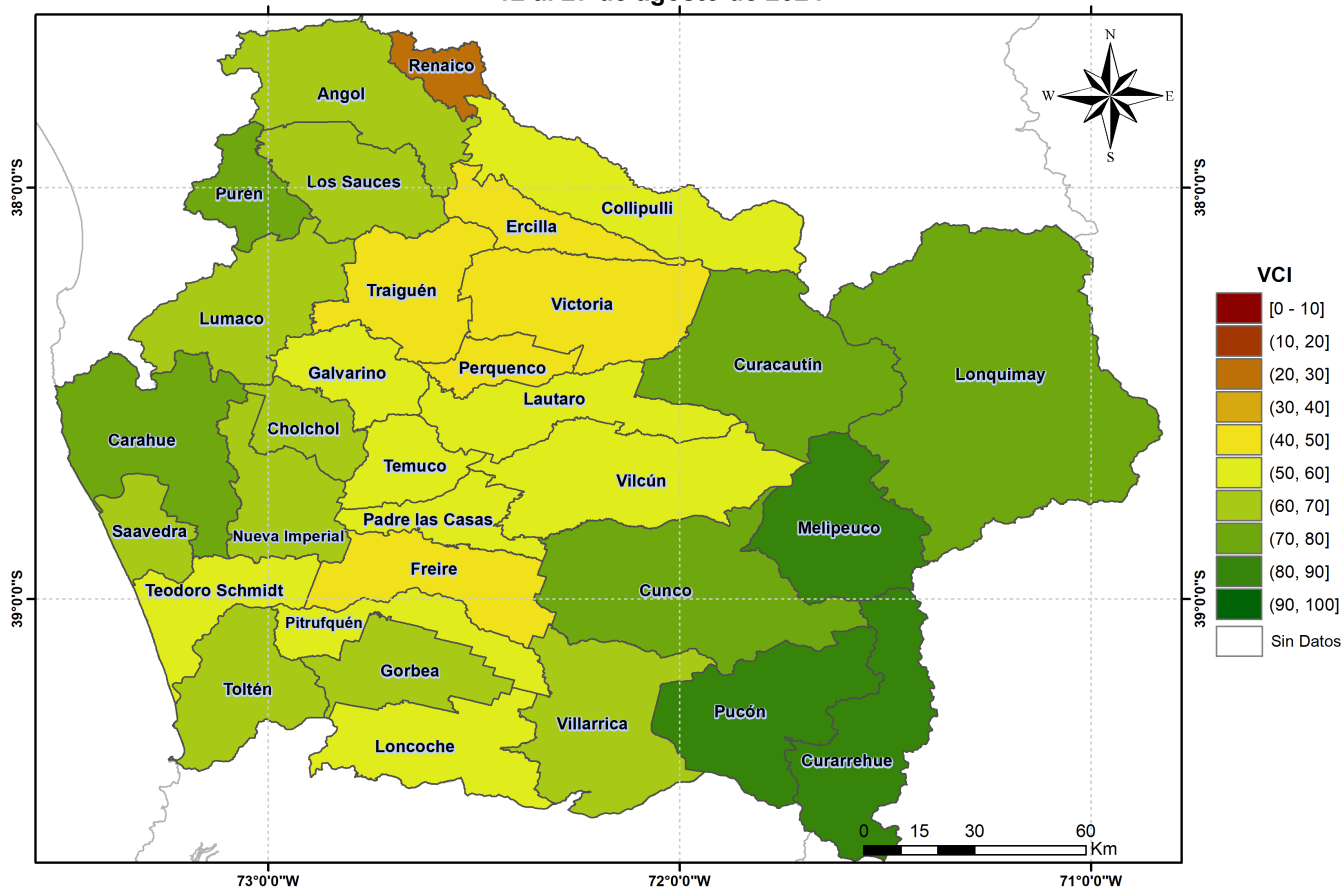 N
W E
S
38°0'0"S
38°0'0"S
39°0'0"S
39°0'0"S
Renaico
Angol
Los Sauces
Purén
Collipulli
Ercilla
Traiguén
Victoria
Lumaco
Perquenco
Galvarino
Lautaro
Curacautín
Lonquimay
Carahue
Cholchol
Temuco
Vilcún
Padre las Casas
Saavedra
Nueva Imperial
Melipeuco
Freire
Teodoro Schmidt
Cunco
Pitrufquén
Gorbea
Toltén
Villarrica
Pucón
Loncoche
Curarrehue
VCI
[0 - 10]
(10, 20]
(20, 30]
(30, 40]
(40, 50]
(50, 60]
(60, 70]
(70, 80]
(80, 90]
(90, 100]
Sin Datos
0 15 30 60
Km
73°0'0"W 72°0'0"W 71°0'0"W